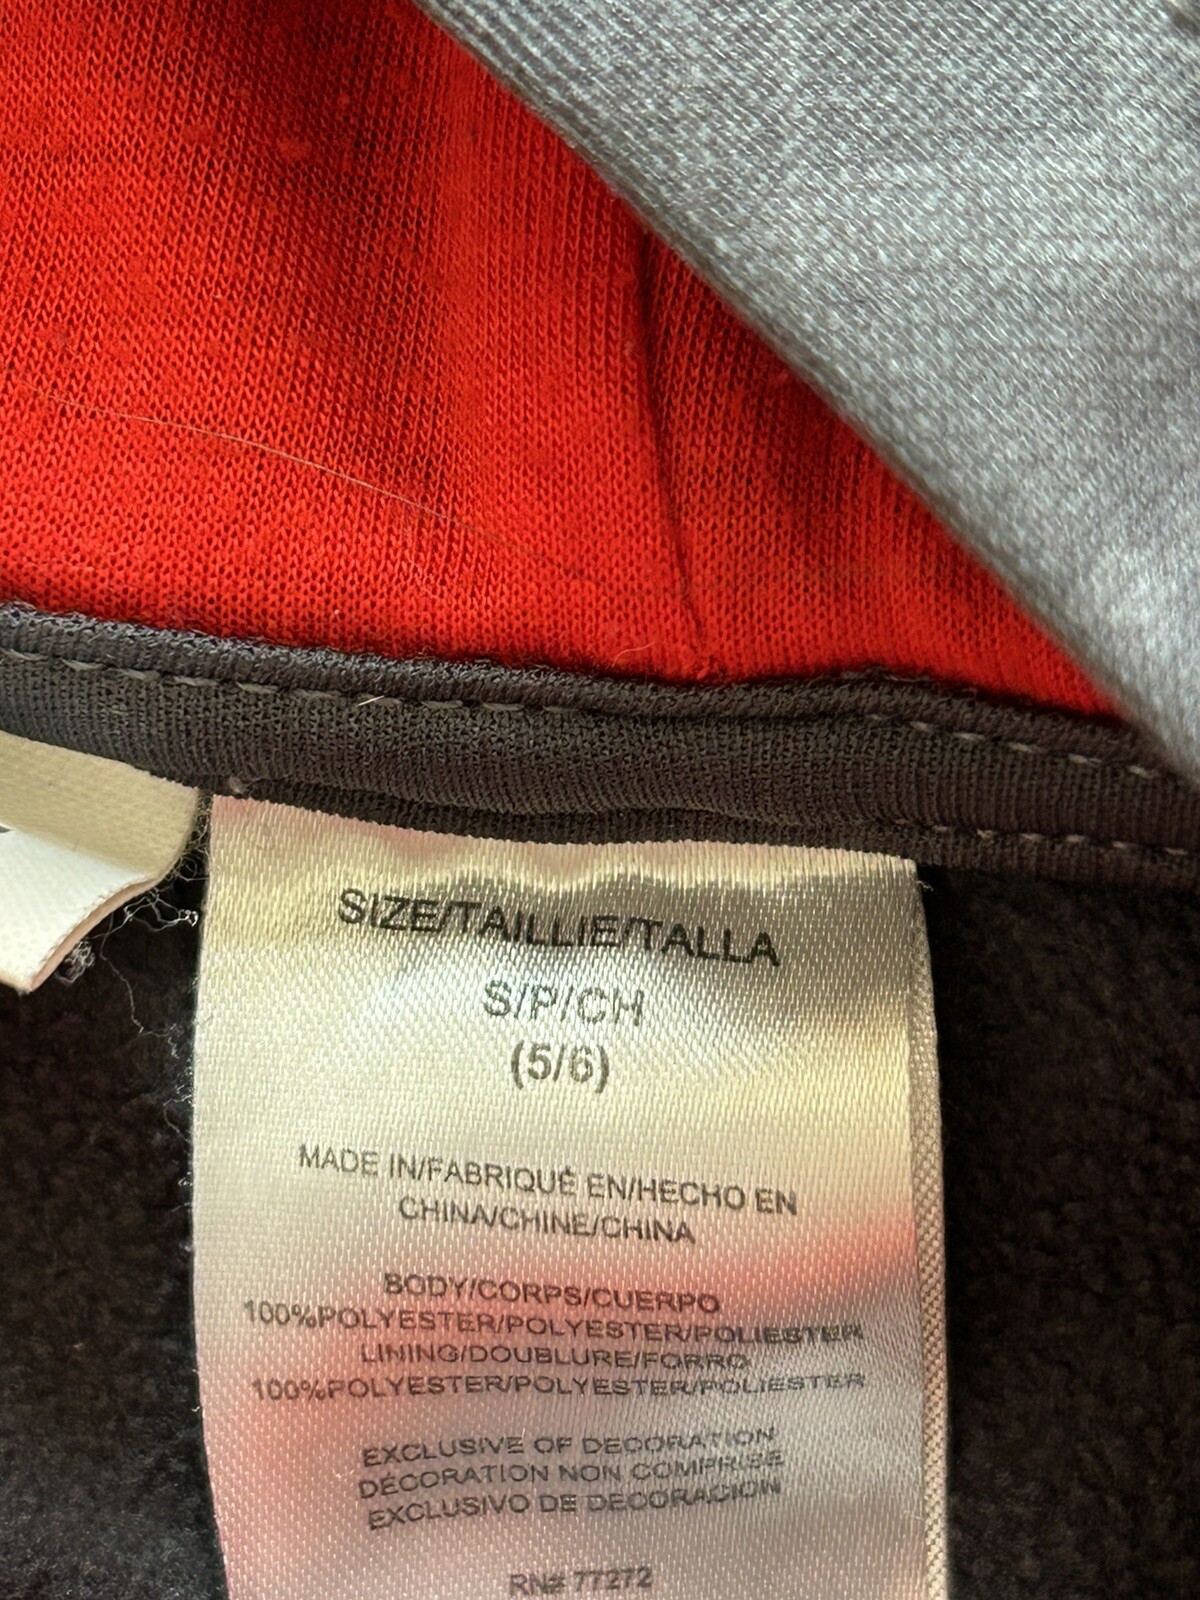 SIZE/TAILLIE/TALLA
S/P/CH
(5/6)
MADE IN/FABRIQUÉ EN/HECHO EN
CHINA/CHINE/CHINA
BODY/CORPS/CUERPO
100%POLYESTER/POLYESTER/POLIESTER
LINING/DOUBLURE/FORRO
100%POLYESTER/POLYESTER/POLIESTER
EXCLUSIVE OF DECORATION
DÉCORATION NON COMPRISE
EXCLUSIVO DE DECORACION
RN# 77272